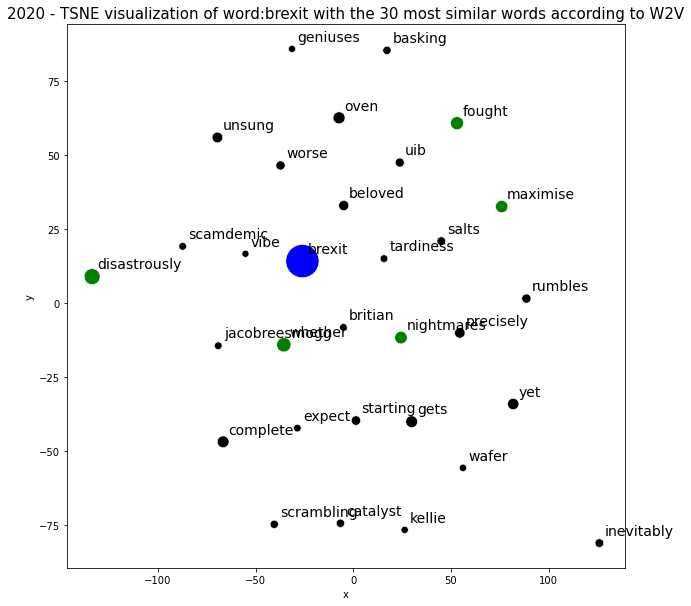 2020 - TSNE visualization of word:brexit with the 30 most similar words according to W2V
geniuses
basking
oven
fought
unsung
uib
worse
beloved
maximise
salts
scamdemic
vibe
brexit
tardiness
disastrously
rumbles
britian
jacobreesmogg
whether
nightmares
precisely
yet
starting
gets
expect
complete
wafer
scrambling
catalyst
kellie
inevitably
75
50
25
0
−25
−50
−75
y
−100
−50
0
50
100
x